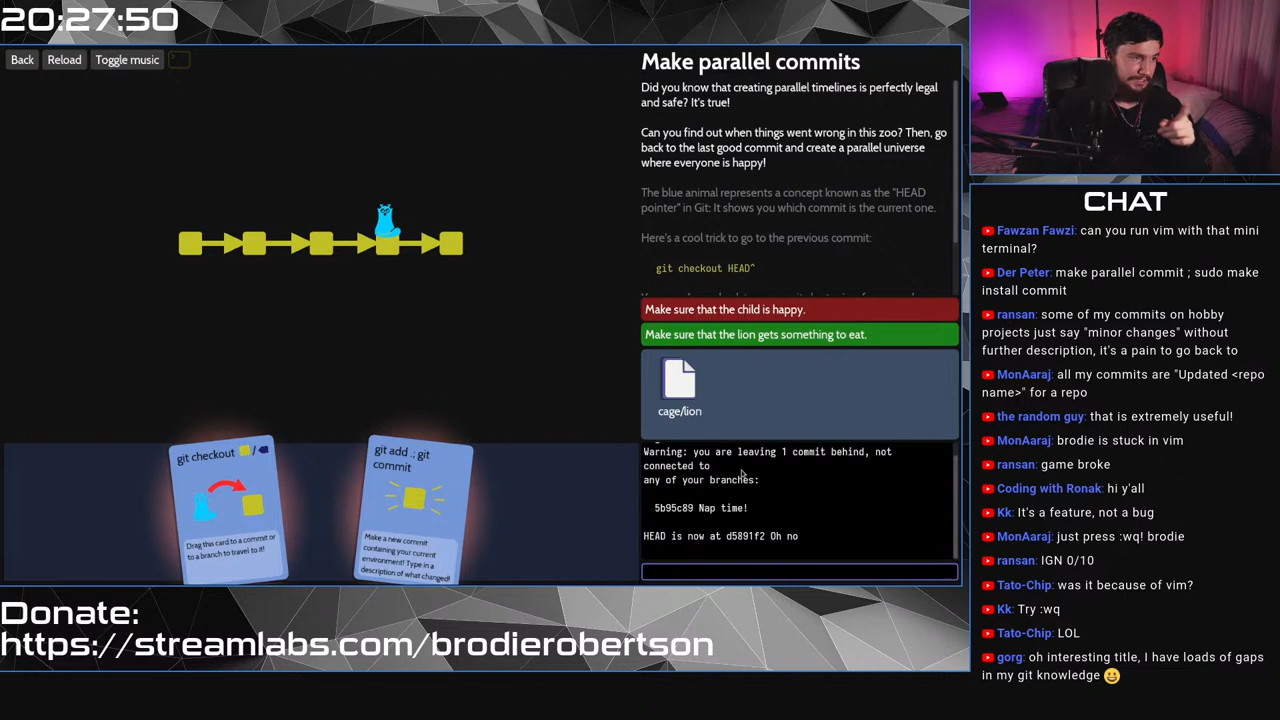 20:27:50
Back
Reload
Toggle music
Make parallel commits
Did you know that creating parallel timelines is perfectly legal
and safe? It's true!
Can you find out when things went wrong in this zoo? Then, go
back to the last good commit and create a parallel universe
where everyone is happy!
The blue animal represents a concept known as the "HEAD
pointer" in Git: It shows you which commit is the current one.
Here's a cool trick to go to the previous commit:
git checkout HEAD^
Make sure that the child is happy.
Make sure that the lion gets something to eat.
cage/lion
Warning: you are leaving 1 commit behind, not
connected to
any of your branches:
5b95c89 Nap time!
HEAD is now at d5891f2 Oh no
git checkout /
Drag this card to a commit or
to a branch to travel to it!
git add .; git
commit
Make a new commit
containing your current
environment! Type in a
description of what changed!
Donate:
https://streamlabs.com/brodierobertson
CHAT
Fawzan Fawzi: can you run vim with that mini
terminal?
Der Peter: make parallel commit ; sudo make
install commit
ransan: some of my commits on hobby
projects just say "minor changes" without
further description, it's a pain to go back to
MonAaraj: all my commits are "Updated <repo
name>" for a repo
the random guy: that is extremely useful!
MonAaraj: brodie is stuck in vim
ransan: game broke
Coding with Ronak: hi y'all
Kk: It's a feature, not a bug
MonAaraj: just press :wq! brodie
ransan: IGN 0/10
Tato-Chip: was it because of vim?
Kk: Try :wq
Tato-Chip: LOL
gorg: oh interesting title, I have loads of gaps
in my git knowledge 😃